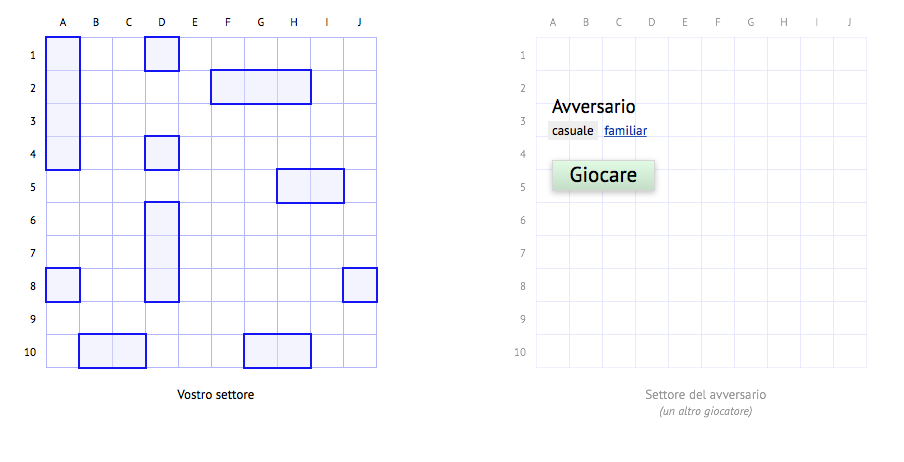 A B C D E F G H I J
1
2
3
4
5
6
7
8
9
10
Vostro settore
A B C D E F G H I J
1
2
3
4
5
6
7
8
9
10
Avversario
casuale familiar
Giocare
Settore del avversario
(un altro giocatore)